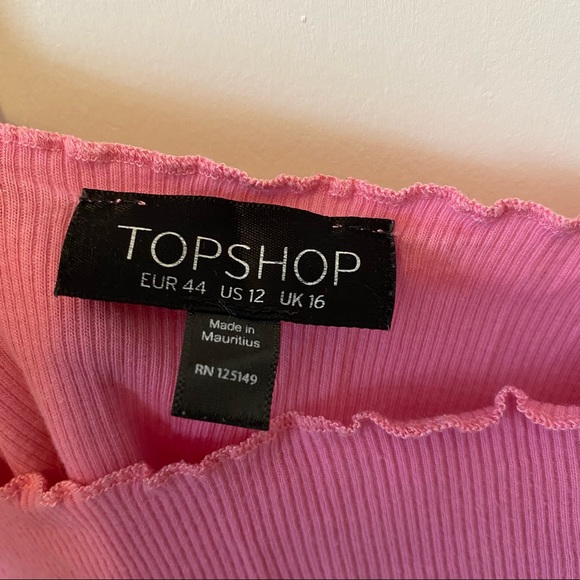 TOPSHOP
EUR 44 US 12 UK 16
Made in
Mauritius
RN 125149